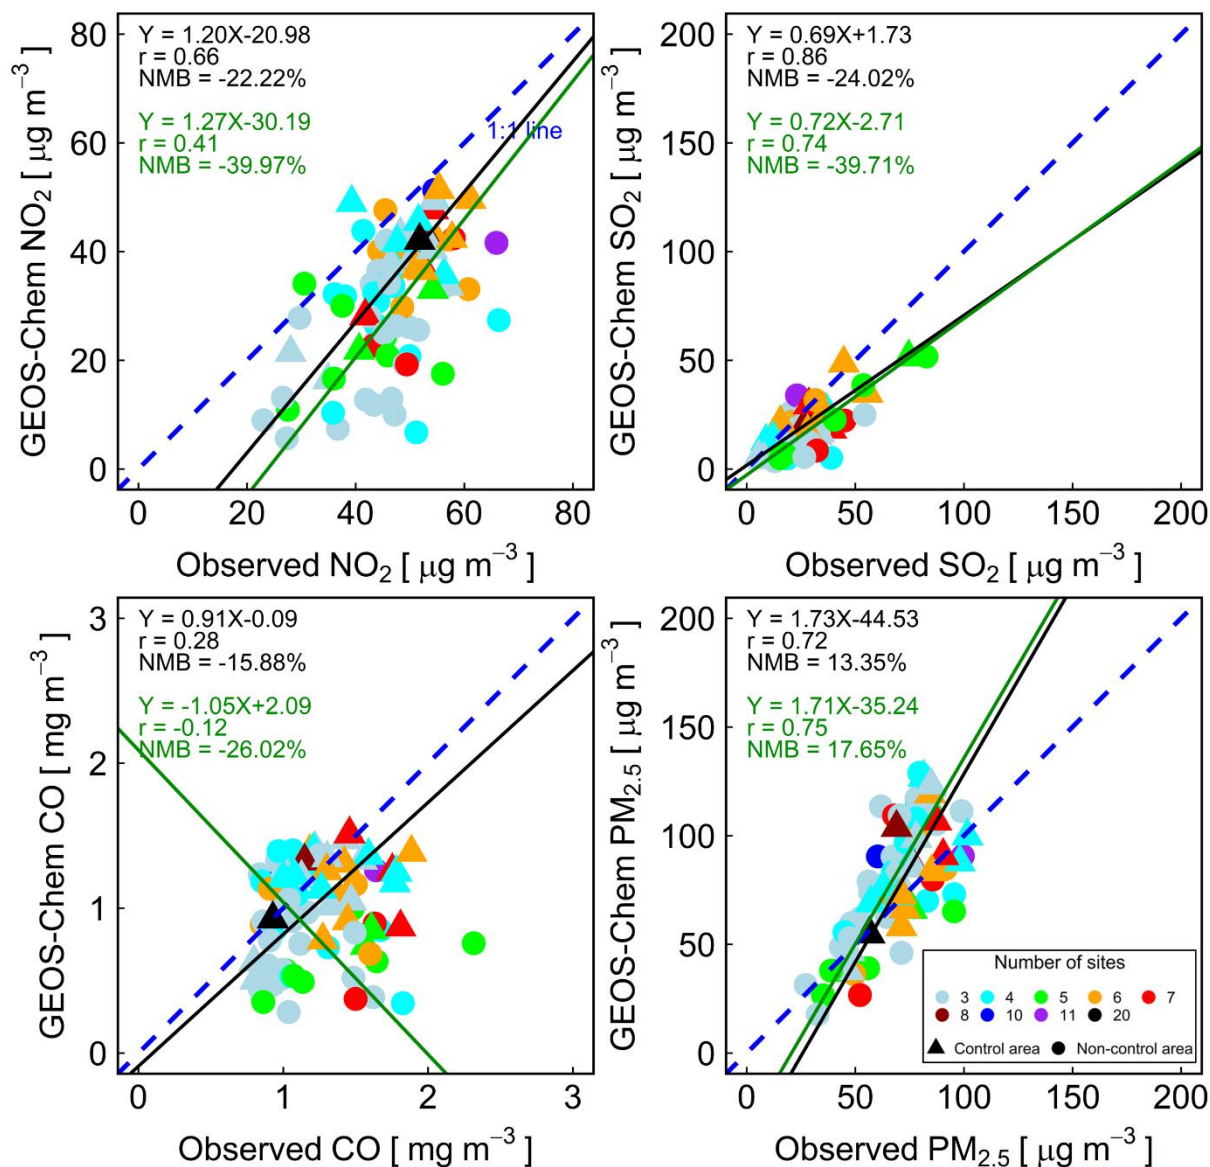 GEOS-Chem NO₂ [ μg m⁻³ ]
80
60
40
20
0
Y = 1.20X-20.98
r = 0.66
NMB = -22.22%
Y = 1.27X-30.19
r = 0.41
NMB = -39.97%
1:1 line
0 20 40 60 80
Observed NO₂ [ μg m⁻³ ]
GEOS-Chem SO₂ [ μg m⁻³ ]
200
150
100
50
0
Y = 0.69X+1.73
r = 0.86
NMB = -24.02%
Y = 0.72X-2.71
r = 0.74
NMB = -39.71%
0 50 100 150 200
Observed SO₂ [ μg m⁻³ ]
GEOS-Chem CO [ mg m⁻³ ]
3
2
1
0
Y = 0.91X-0.09
r = 0.28
NMB = -15.88%
Y = -1.05X+2.09
r = -0.12
NMB = -26.02%
0 1 2 3
Observed CO [ mg m⁻³ ]
GEOS-Chem PM₂.₅ [ μg m⁻³ ]
200
150
100
50
0
Y = 1.73X-44.53
r = 0.72
NMB = 13.35%
Y = 1.71X-35.24
r = 0.75
NMB = 17.65%
Number of sites
3 4 5 6 7
8 10 11 20
Control area Non-control area
0 50 100 150 200
Observed PM₂.₅ [ μg m⁻³ ]